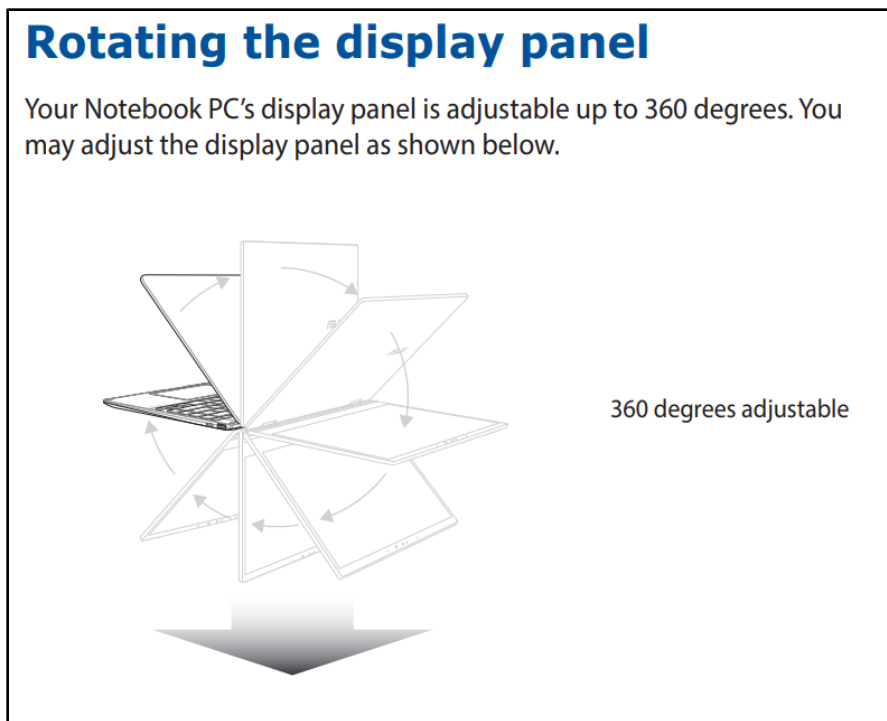 Rotating the display panel
Your Notebook PC’s display panel is adjustable up to 360 degrees. You
may adjust the display panel as shown below.
360 degrees adjustable